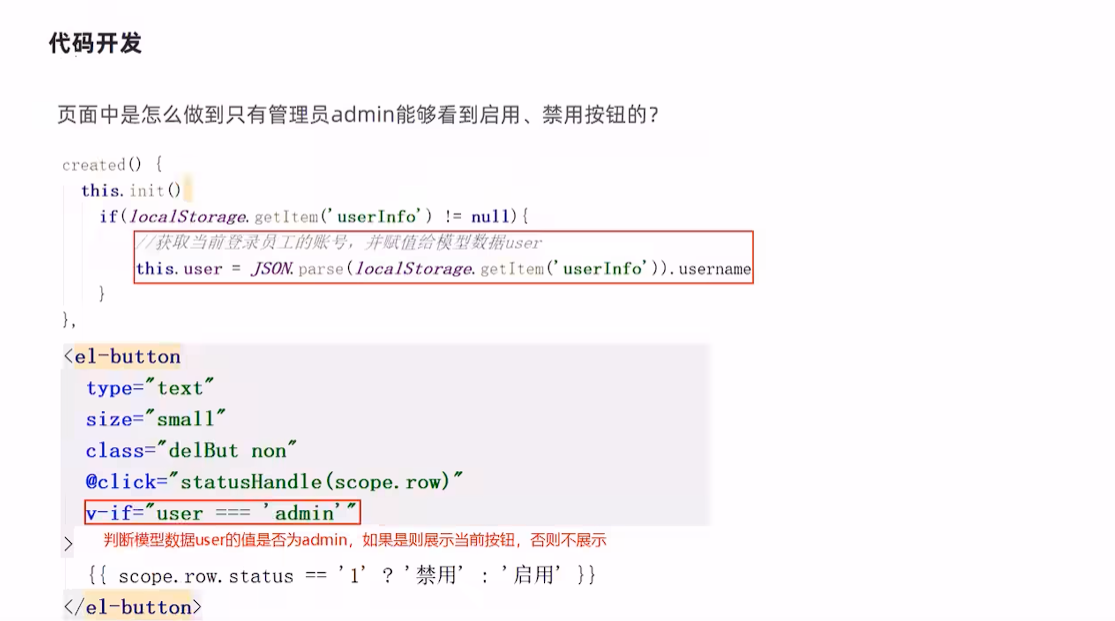 代码开发
页面中是怎么做到只有管理员admin能够看到启用、禁用按钮的？
created() {
this.init()
if(localStorage.getItem('userInfo') != null){
//获取当前登录员工的账号，并赋值给模型数据user
this.user = JSON.parse(localStorage.getItem('userInfo')).username
}
},
<el-button
type="text"
size="small"
class="delBut non"
@click="statusHandle(scope.row)"
v-if="user === 'admin'"
> 判断模型数据user的值是否为admin，如果是则展示当前按钮，否则不展示
{{ scope.row.status == '1' ? '禁用' : '启用' }}
</el-button>